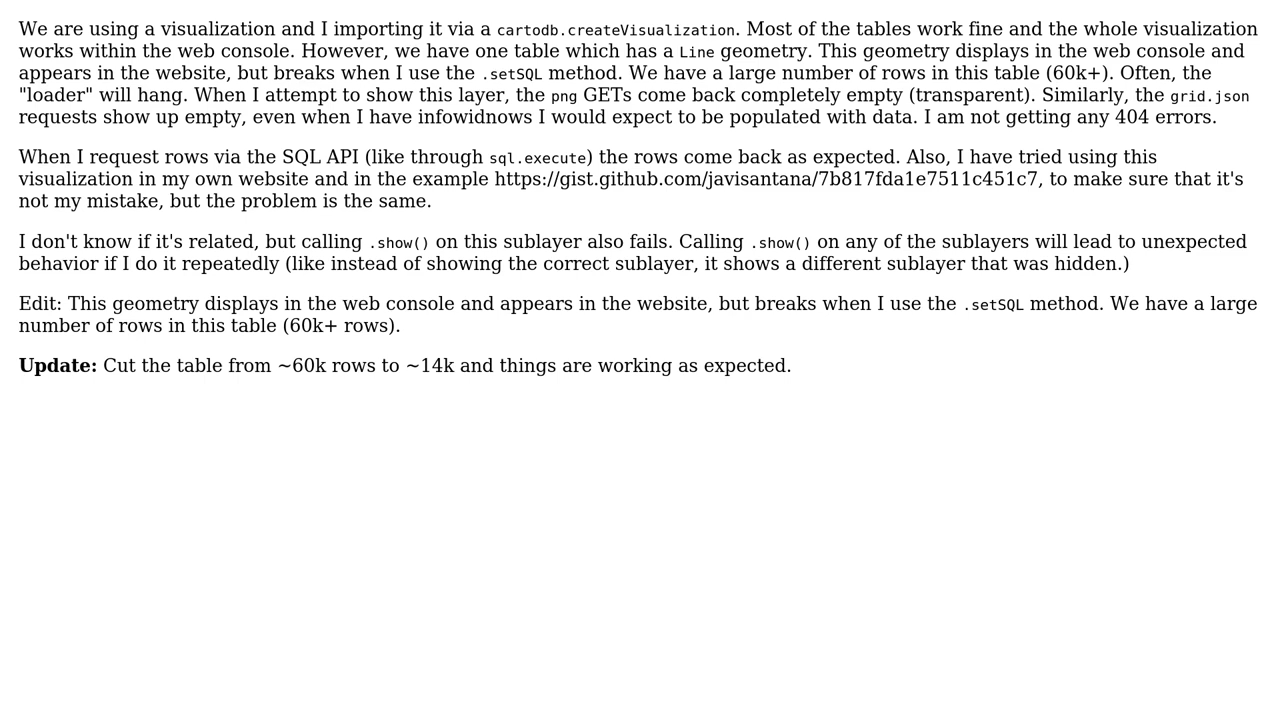 We are using a visualization and I importing it via a cartodb.createVisualization. Most of the tables work fine and the whole visualization
works within the web console. However, we have one table which has a Line geometry. This geometry displays in the web console and
appears in the website, but breaks when I use the .setSQL method. We have a large number of rows in this table (60k+). Often, the
"loader" will hang. When I attempt to show this layer, the png GETs come back completely empty (transparent). Similarly, the grid.json
requests show up empty, even when I have infowidnows I would expect to be populated with data. I am not getting any 404 errors.
When I request rows via the SQL API (like through sql.execute) the rows come back as expected. Also, I have tried using this
visualization in my own website and in the example https://gist.github.com/javisantana/7b817fda1e7511c451c7, to make sure that it's
not my mistake, but the problem is the same.
I don't know if it's related, but calling .show() on this sublayer also fails. Calling .show() on any of the sublayers will lead to unexpected
behavior if I do it repeatedly (like instead of showing the correct sublayer, it shows a different sublayer that was hidden.)
Edit: This geometry displays in the web console and appears in the website, but breaks when I use the .setSQL method. We have a large
number of rows in this table (60k+ rows).
Update: Cut the table from ~60k rows to ~14k and things are working as expected.